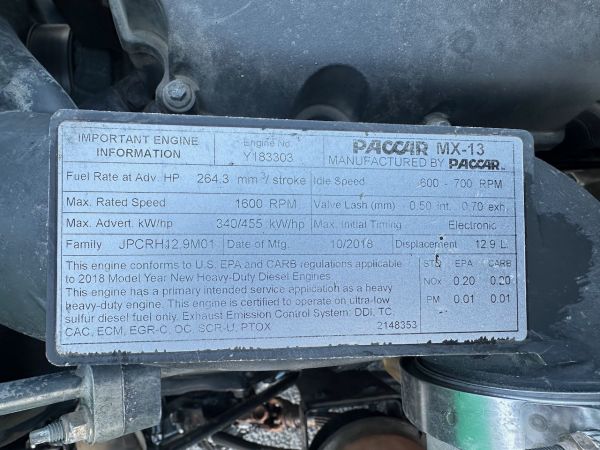 IMPORTANT ENGINE INFORMATION
Engine No. Y183303
PACCAR MX-13
MANUFACTURED BY PACCAR
Fuel Rate at Adv. HP 264.3 mm³/stroke Idle Speed 600 - 700 RPM
Max. Rated Speed 1600 RPM Valve Lash (mm) 0.50 int. 0.70 exh.
Max. Advert. kW/hp 340/455 kW/hp Max. Initial Timing Electronic
Family JPCRH12.9M01 Date of Mfg. 10/2018 Displacement 12.9 L
This engine conforms to U.S. EPA and CARB regulations applicable
to 2018 Model Year New Heavy-Duty Diesel Engines.
This engine has a primary intended service application as a heavy
heavy-duty engine. This engine is certified to operate on ultra-low
sulfur diesel fuel only. Exhaust Emission Control System: DDI, TC
CAC, ECM, EGR-C, OC, SCR-U, PTOX
2148353
STD EPA CARB
NOX 0.20 0.20
PM 0.01 0.01